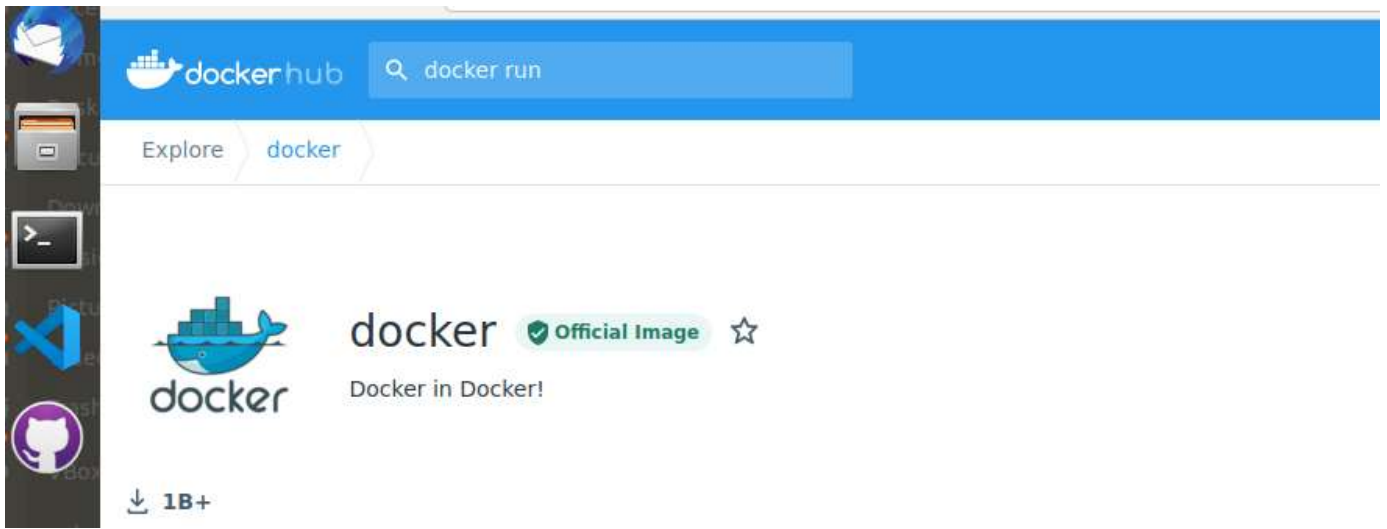 dockerhub
docker run
Explore
docker
docker
Official Image
docker
Docker in Docker!
1B+